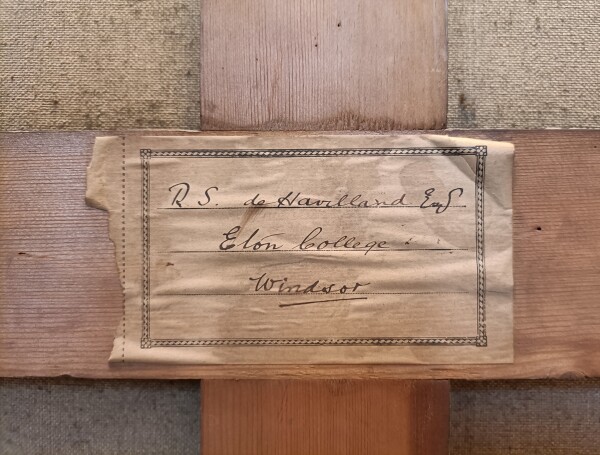 R. S. de Havilland Esq
Eton College
Windsor